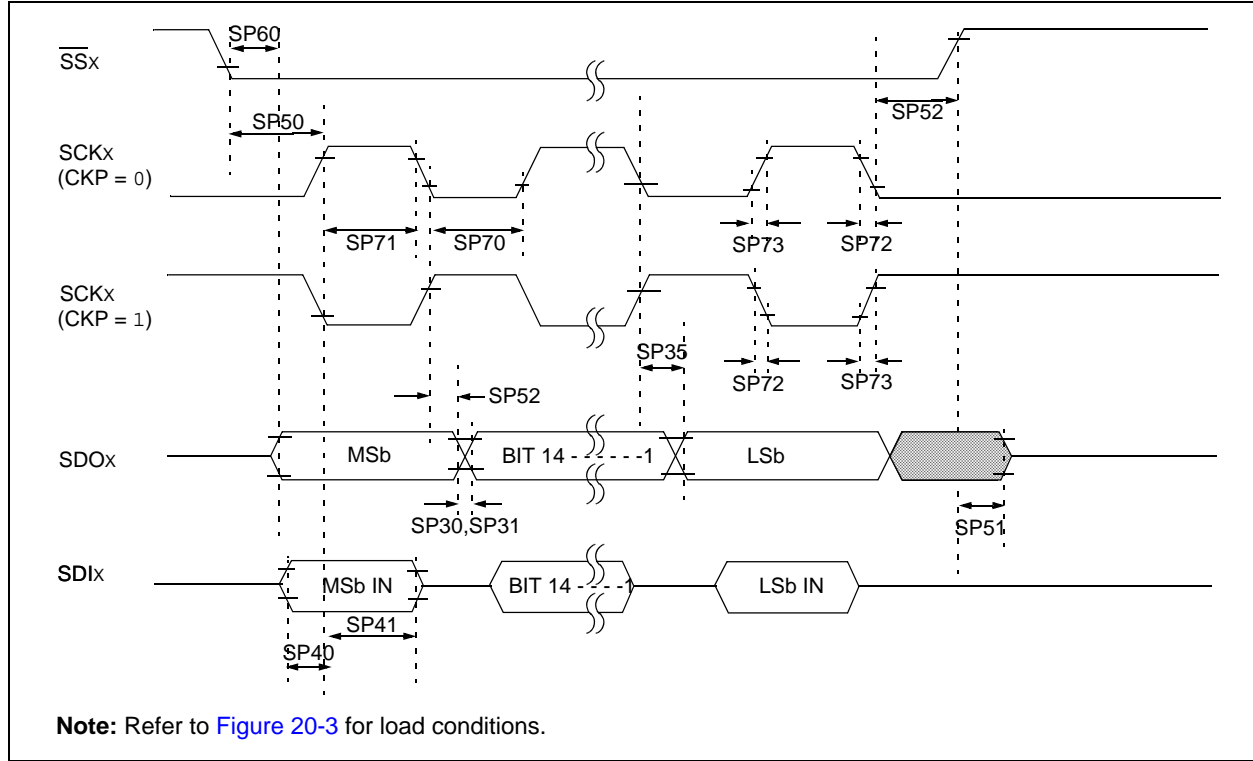 SP60
SSX
SP52
SP50
SCKX
(CKP = 0)
SP71
SP70
SP73
SP72
SCKX
(CKP = 1)
SP35
SP72
SP73
SP52
SDOX
MSb
BIT 14 - - - - - -1
LSb
SP30,SP31
SP51
SDIX
MSb IN
BIT 14 - - - -1
LSb IN
SP41
SP40
Note: Refer to Figure 20-3 for load conditions.